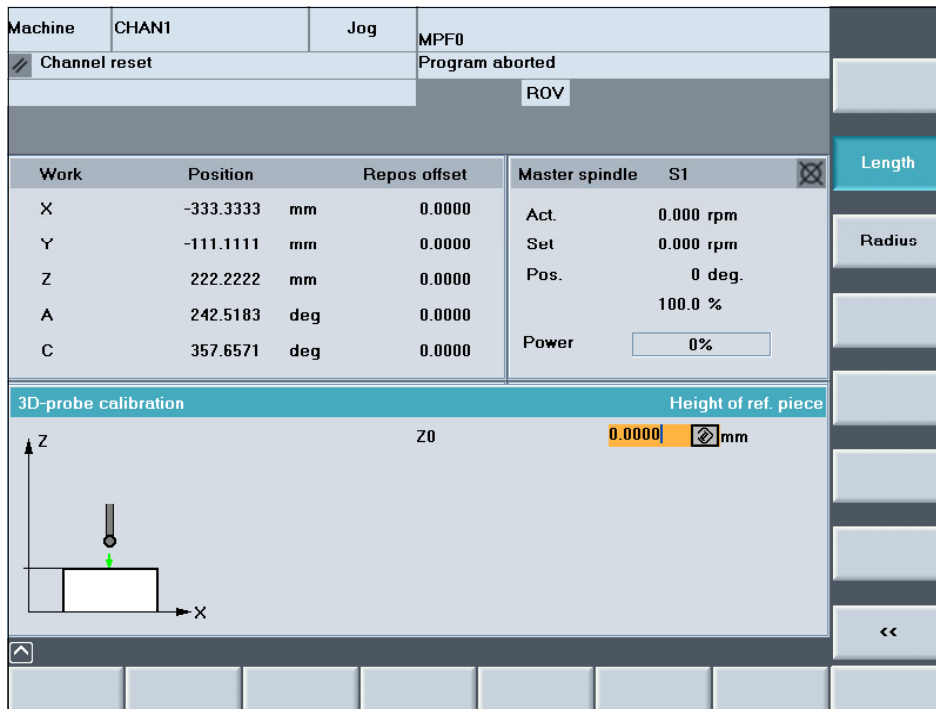 Machine CHAN1 Jog MPF0
Channel reset Program aborted
ROV
Work Position Repos offset Master spindle S1
Length
X -333.3333 mm 0.0000 Act. 0.000 rpm
Y -111.1111 mm 0.0000 Set 0.000 rpm
Radius
Z 222.2222 mm 0.0000 Pos. 0 deg.
A 242.5183 deg 0.0000 100.0 %
C 357.6571 deg 0.0000 Power 0%
3D-probe calibration Height of ref. piece
Z Z0 0.0000 mm
X
<<